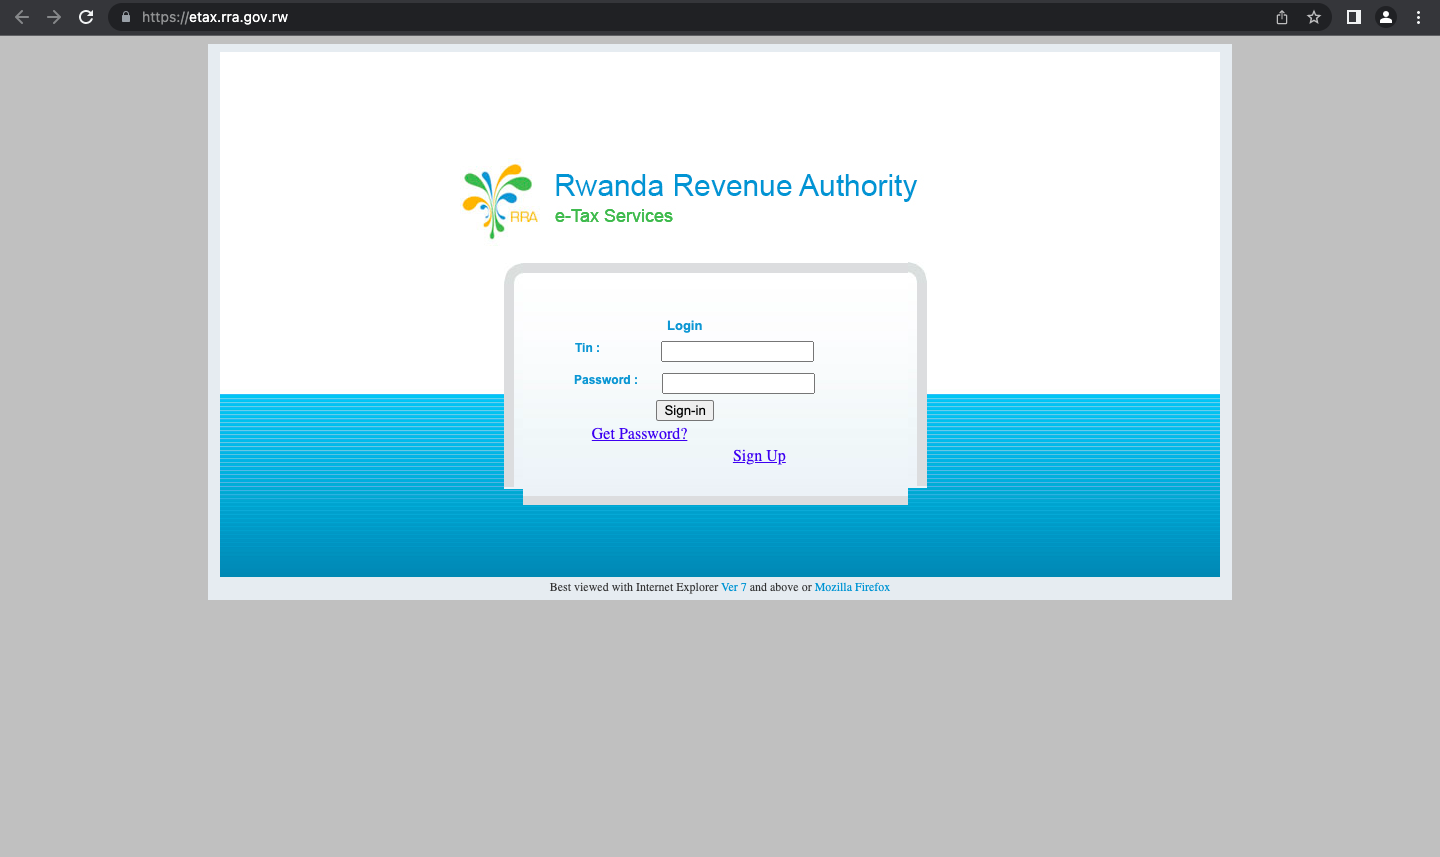 https://etax.rra.gov.rw
RRA
Rwanda Revenue Authority
e-Tax Services
Login
Tin :
Password :
Sign-in
Get Password?
Sign Up
Best viewed with Internet Explorer Ver 7 and above or Mozilla Firefox